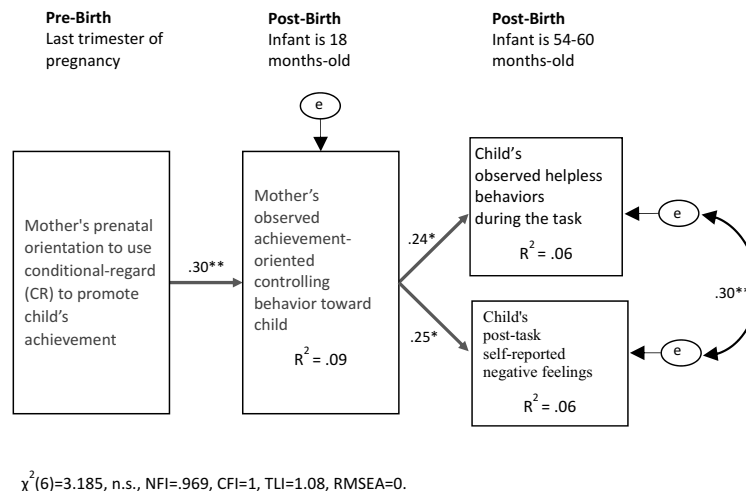 Pre-Birth
Last trimester of
pregnancy
Post-Birth
Infant is 18
months-old
Post-Birth
Infant is 54-60
months-old
e
Mother's prenatal
orientation to use
conditional-regard
(CR) to promote
child's
achievement
.30**
Mother's
observed
achievement-
oriented
controlling
behavior toward
child
R² = .09
.24*
.25*
Child's
observed helpless
behaviors
during the task
R² = .06
e
Child's
post-task
self-reported
negative feelings
R² = .06
e
.30**
χ²(6)=3.185, n.s., NFI=.969, CFI=1, TLI=1.08, RMSEA=0.